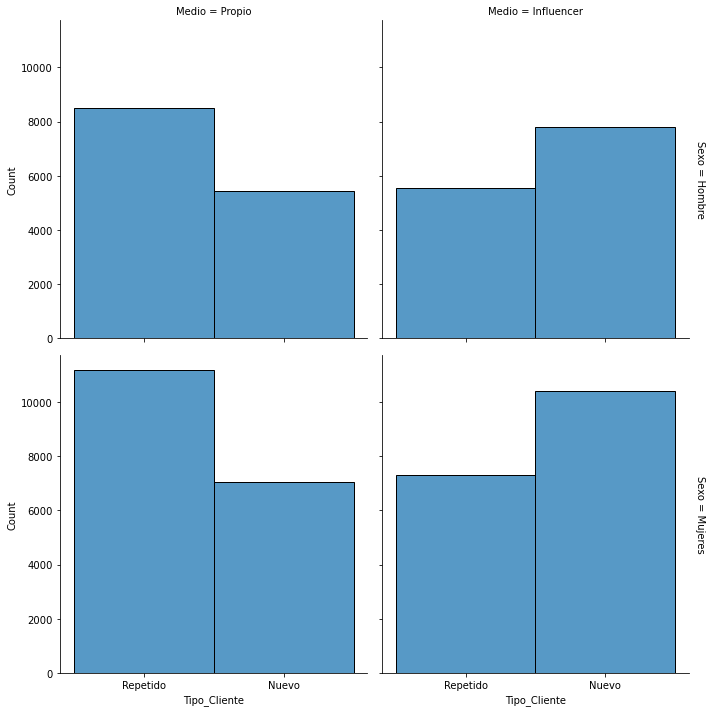 Medio = Propio
Medio = Influencer
10000
8000
6000
4000
2000
0
Count
Sexo = Hombre
10000
8000
6000
4000
2000
0
Count
Sexo = Mujeres
Repetido
Nuevo
Repetido
Nuevo
Tipo_Cliente
Tipo_Cliente